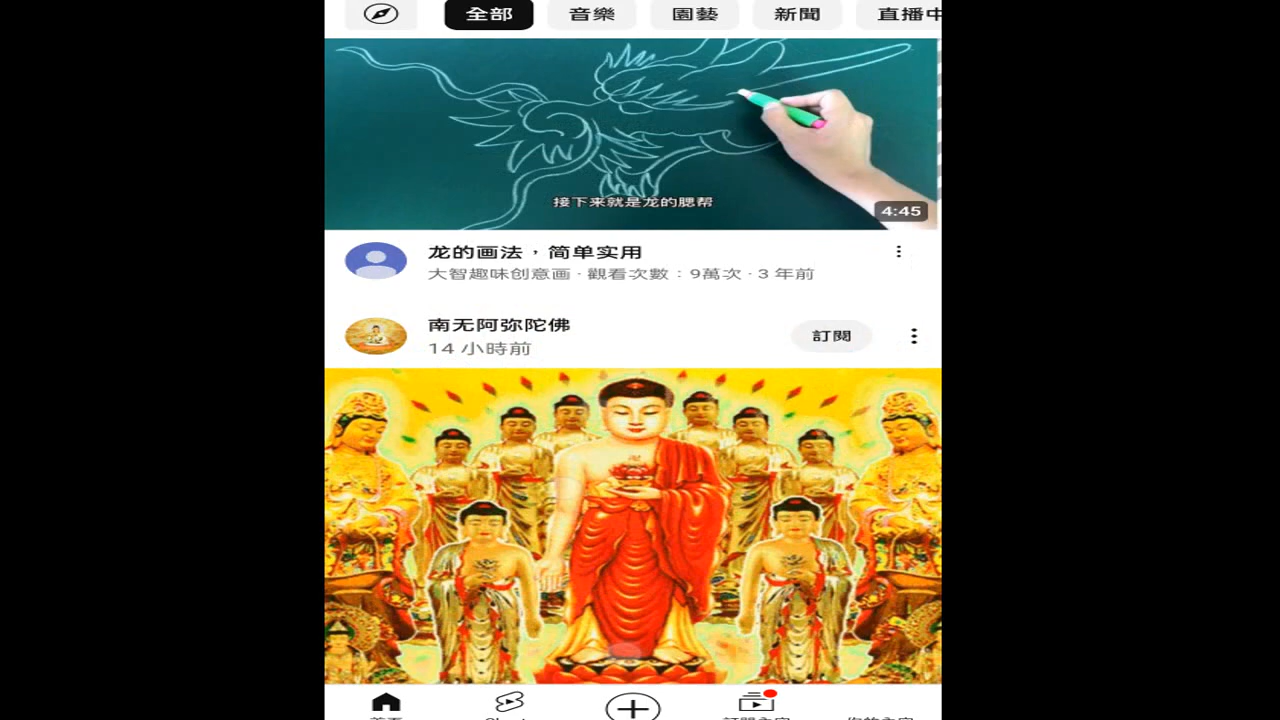 全部 音樂 園藝 新聞 直播中
接下来就是龙的腮帮
4:45
龙的画法，简单实用
大智趣味创意画 · 觀看次數：9萬次 · 3 年前
南无阿弥陀佛
訂閱
14 小時前